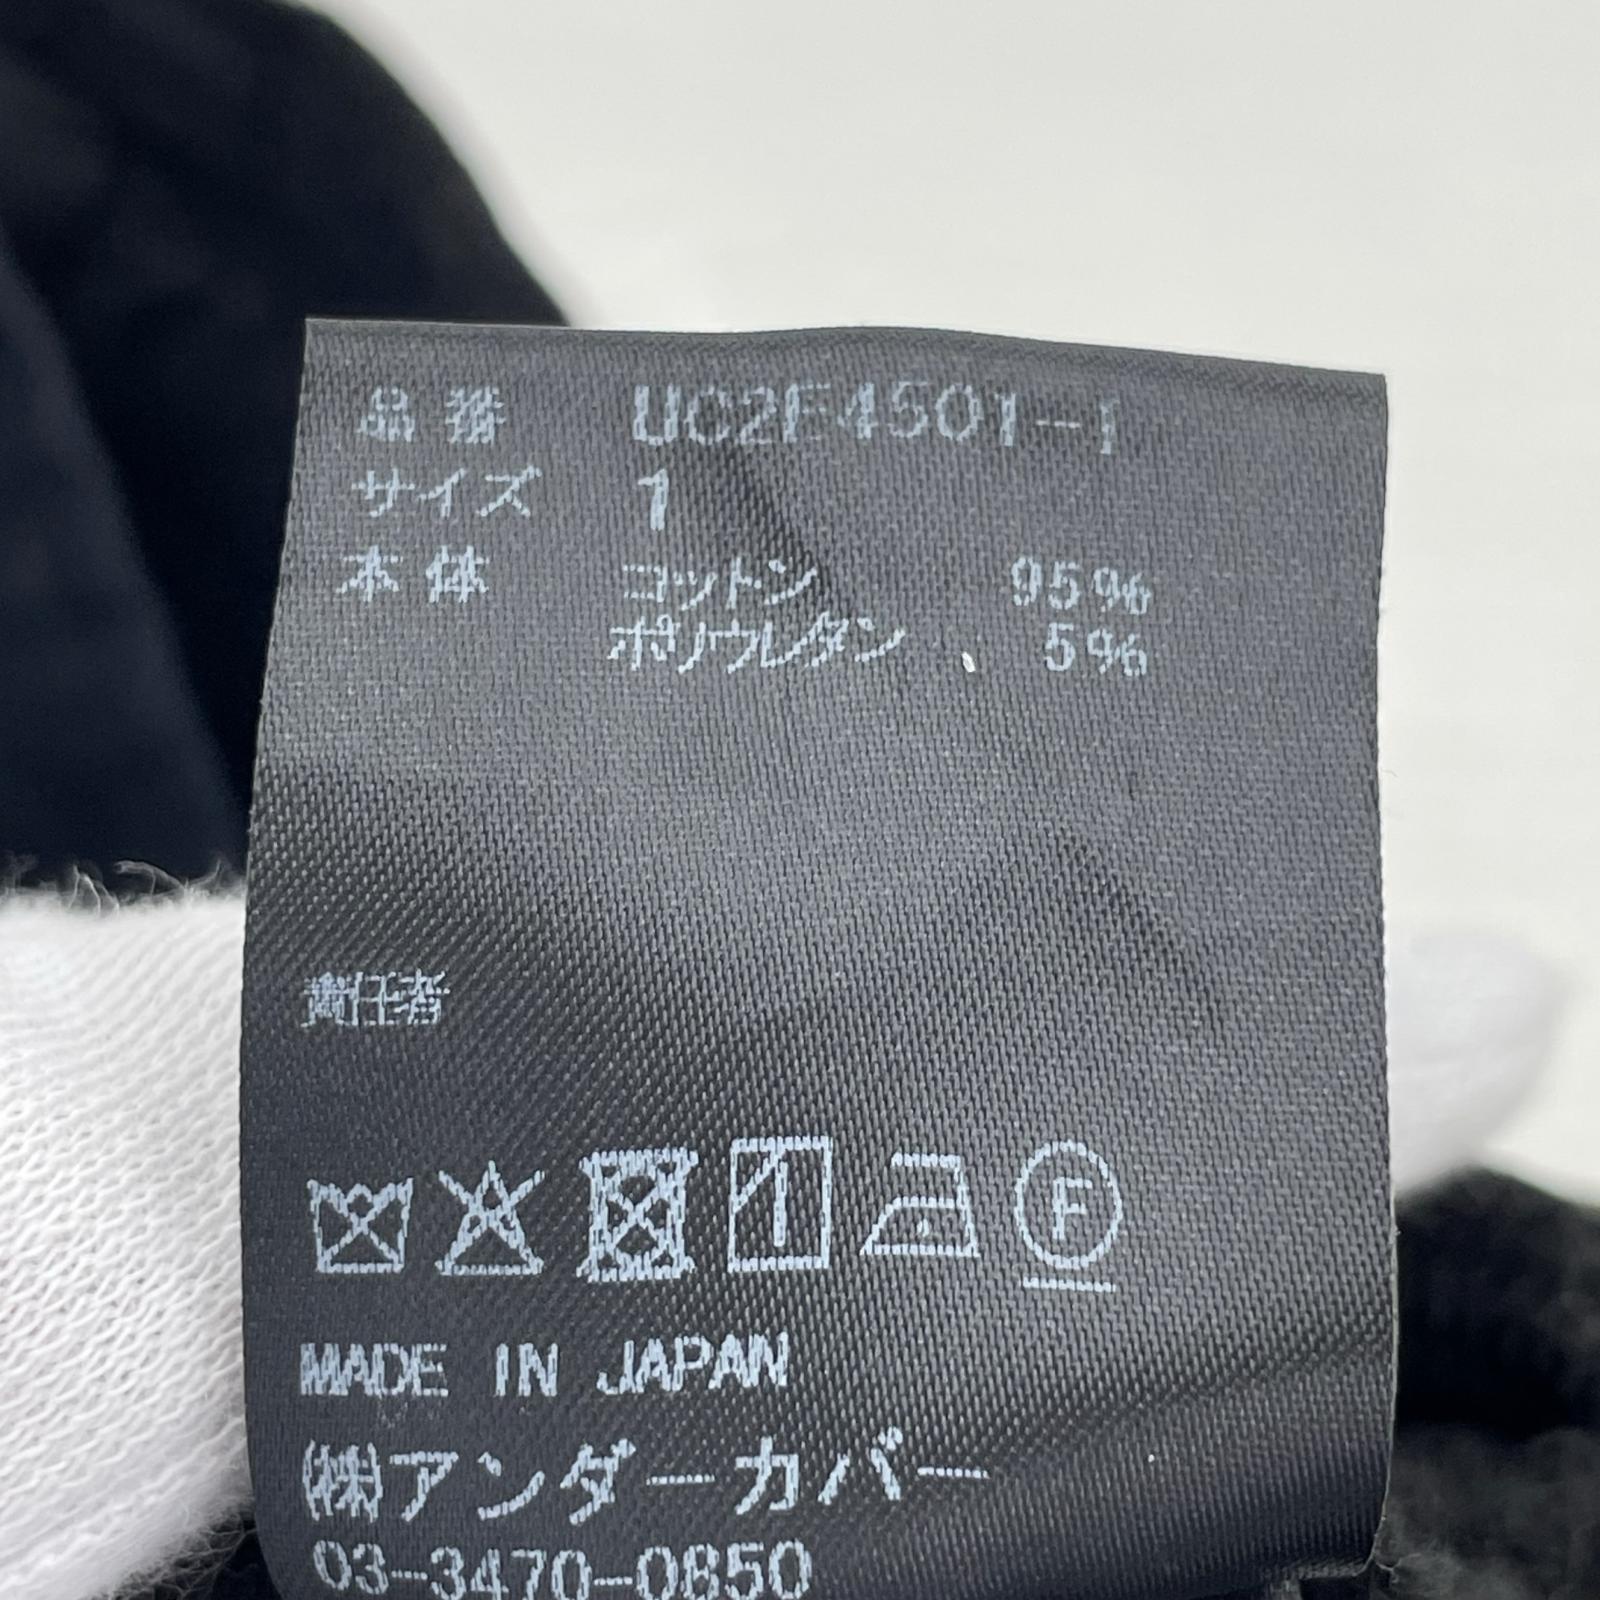 品番 UC2E4501-1
サイズ 1
本体 コットン 95%
ポリウレタン 5%
責任者
F
MADE IN JAPAN
㈱アンダーカバー
03-3470-0850